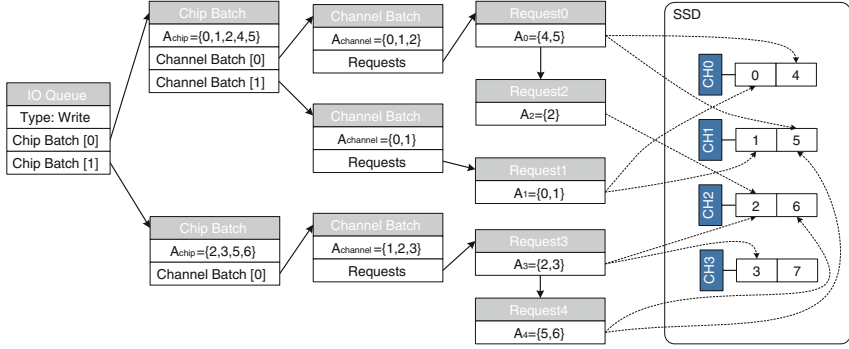 IO Queue
Type: Write
Chip Batch [0]
Chip Batch [1]
Chip Batch
Achip={0,1,2,4,5}
Channel Batch [0]
Channel Batch [1]
Chip Batch
Achip={2,3,5,6}
Channel Batch [0]
Channel Batch
Achannel={0,1,2}
Requests
Channel Batch
Achannel={0,1}
Requests
Channel Batch
Achannel={1,2,3}
Requests
Request0
A0={4,5}
Request2
A2={2}
Request1
A1={0,1}
Request3
A3={2,3}
Request4
A4={5,6}
SSD
CH0
0 4
CH1
1 5
CH2
2 6
CH3
3 7